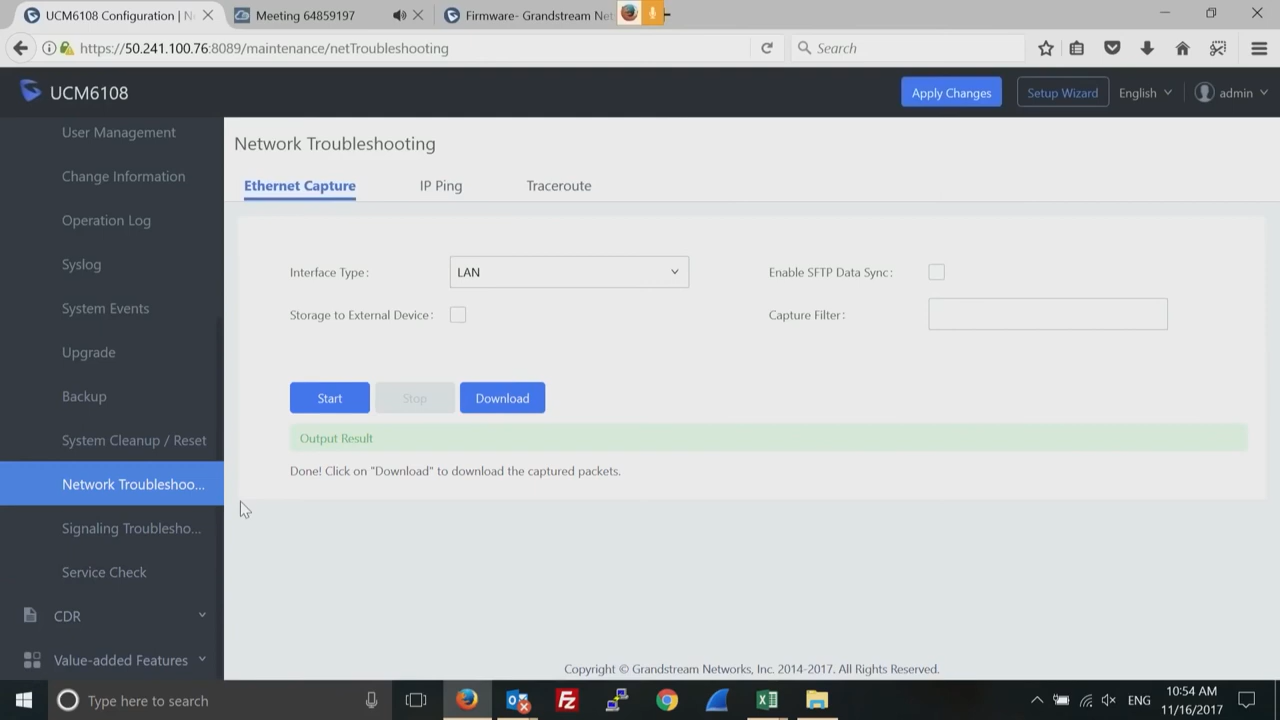 UCM6108 Configuration | N
Meeting 64859197
Firmware- Grandstream Net
https://50.241.100.76:8089/maintenance/netTroubleshooting
Search
UCM6108
Apply Changes
Setup Wizard
English
admin
User Management
Change Information
Operation Log
Syslog
System Events
Upgrade
Backup
System Cleanup / Reset
Network Troubleshoo...
Signaling Troublesho...
Service Check
CDR
Value-added Features
Network Troubleshooting
Ethernet Capture
IP Ping
Traceroute
Interface Type:
LAN
Enable SFTP Data Sync:
Storage to External Device:
Capture Filter:
Start
Stop
Download
Output Result
Done! Click on "Download" to download the captured packets.
Copyright © Grandstream Networks, Inc. 2014-2017. All Rights Reserved.
Type here to search
ENG
10:54 AM
11/16/2017